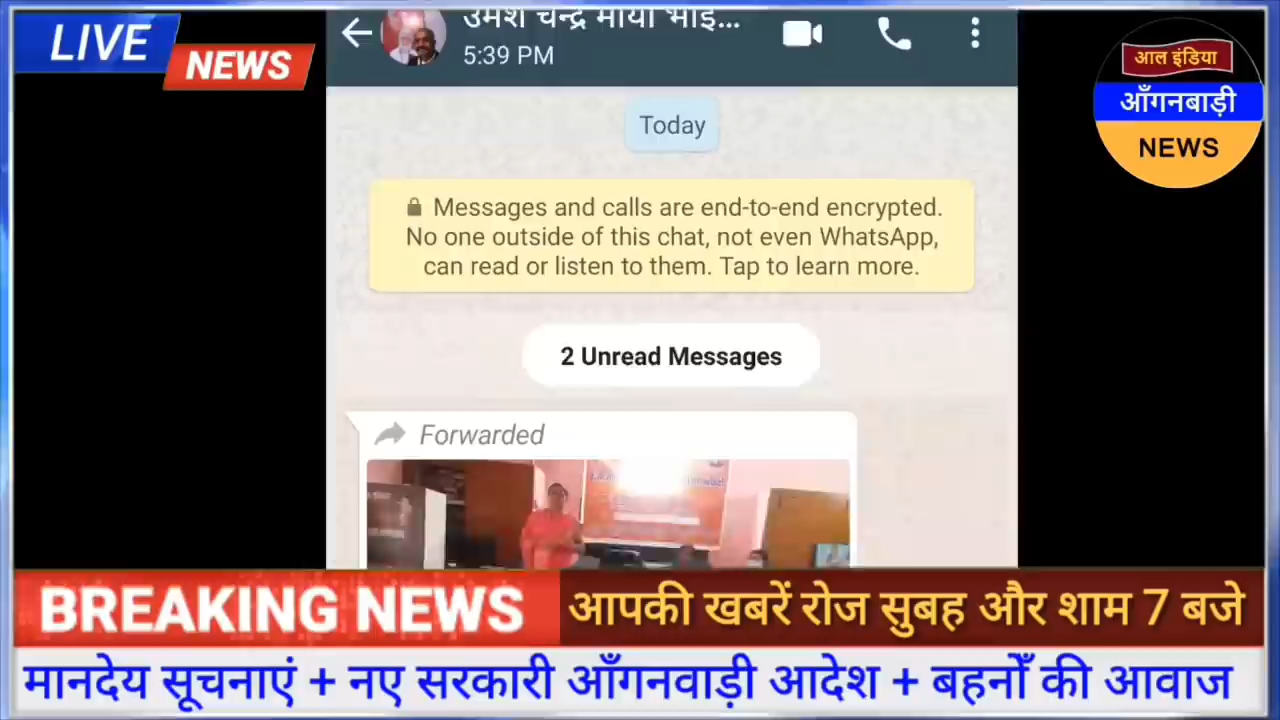 LIVE
NEWS
उमेश चन्द्र मौर्या भाइ...
5:39 PM
आल इंडिया
आँगनबाड़ी
NEWS
Today
Messages and calls are end-to-end encrypted.
No one outside of this chat, not even WhatsApp,
can read or listen to them. Tap to learn more.
2 Unread Messages
Forwarded
BREAKING NEWS
आपकी खबरें रोज सुबह और शाम 7 बजे
मानदेय सूचनाएं + नए सरकारी आँगनवाड़ी आदेश + बहनोँ की आवाज